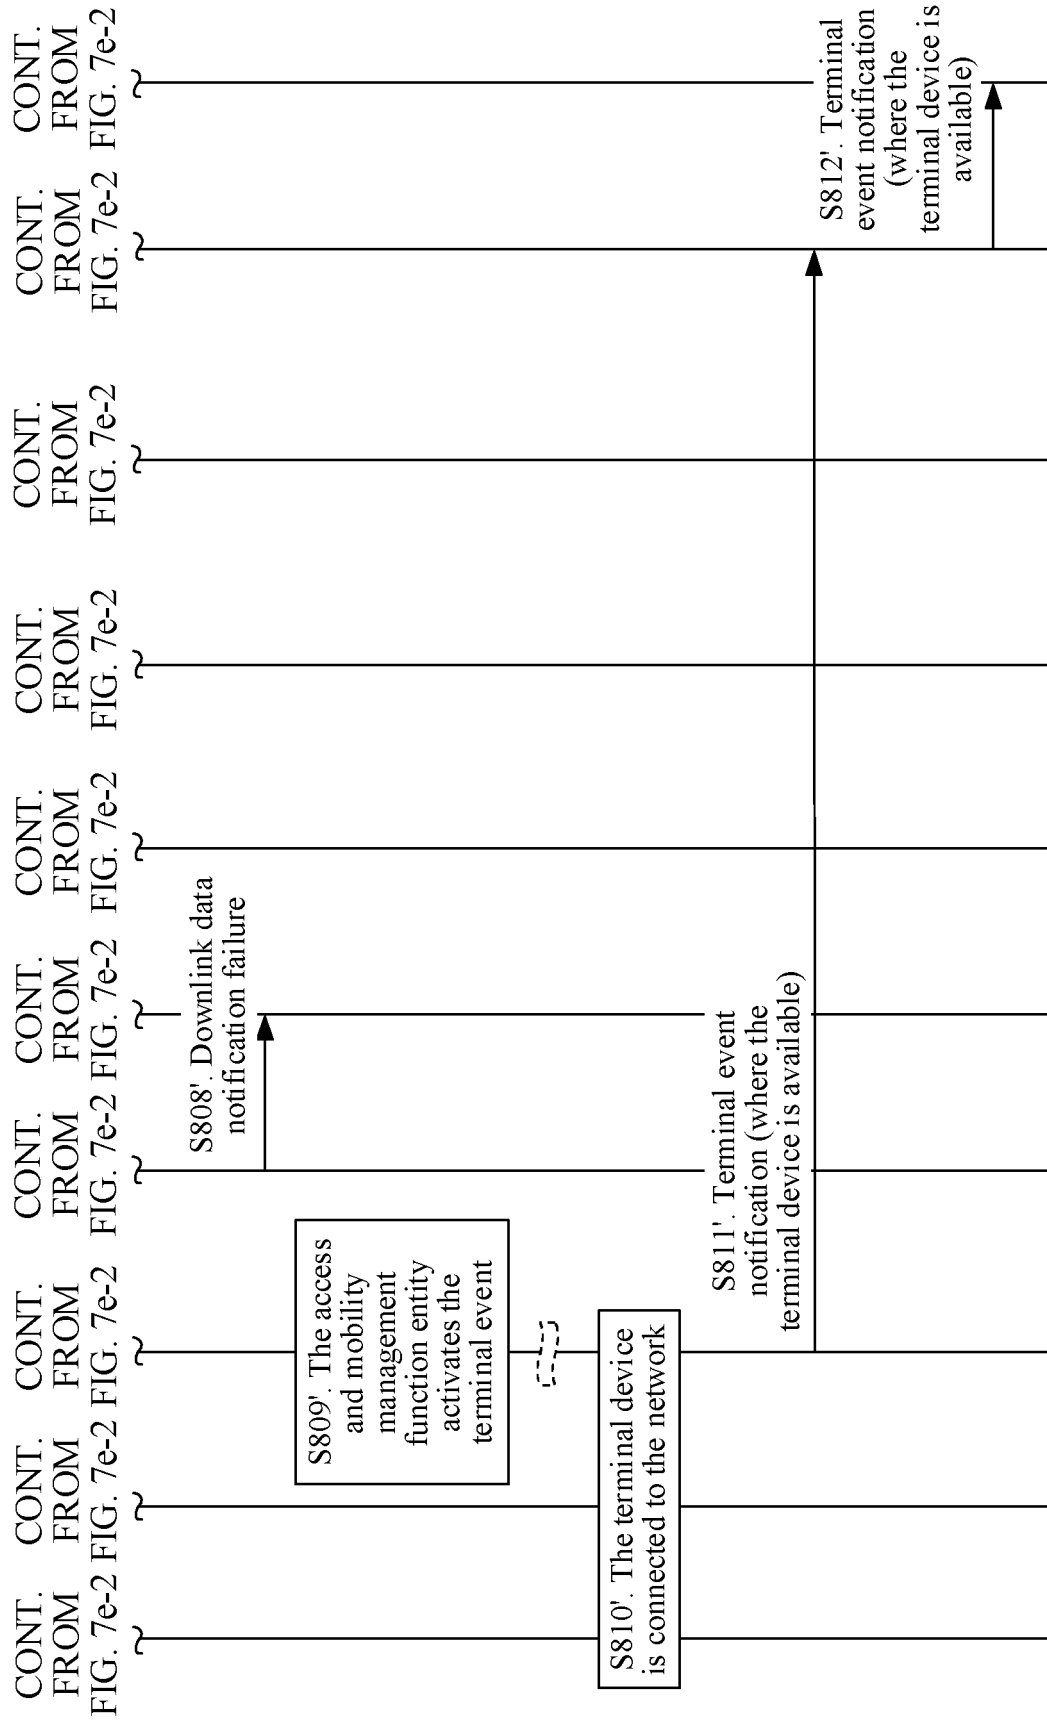 CONT.
FROM
FIG. 7e-2
CONT.
FROM
FIG. 7e-2
CONT.
FROM
FIG. 7e-2
CONT.
FROM
FIG. 7e-2
CONT.
FROM
FIG. 7e-2
CONT.
FROM
FIG. 7e-2
CONT.
FROM
FIG. 7e-2
CONT.
FROM
FIG. 7e-2
CONT.
FROM
FIG. 7e-2
CONT.
FROM
FIG. 7e-2
S808'. Downlink data
notification failure
S809'. The access
and mobility
management
function entity
activates the
terminal event
S810'. The terminal device
is connected to the network
S811'. Terminal event
notification (where the
terminal device is available)
S812'. Terminal
event notification
(where the
terminal device is
available)